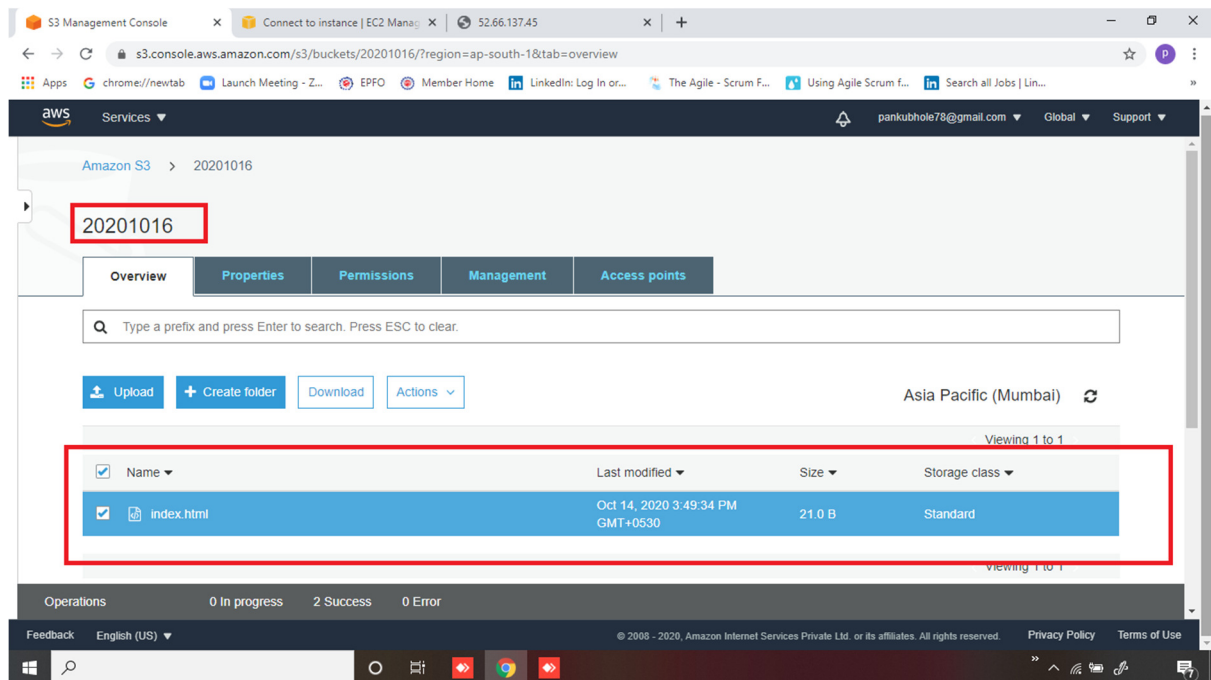 S3 Management Console
Connect to instance | EC2 Manag
52.66.137.45
s3.console.aws.amazon.com/s3/buckets/20201016/?region=ap-south-1&tab=overview
P
Apps
chrome://newtab
Launch Meeting - Z...
EPFO
Member Home
LinkedIn: Log In or...
The Agile - Scrum F...
Using Agile Scrum f...
Search all Jobs | Lin...
aws
Services
pankubhole78@gmail.com
Global
Support
Amazon S3 > 20201016
20201016
Overview
Properties
Permissions
Management
Access points
Type a prefix and press Enter to search. Press ESC to clear.
Upload
+ Create folder
Download
Actions
Asia Pacific (Mumbai)
Viewing 1 to 1
Name
Last modified
Size
Storage class
index.html
Oct 14, 2020 3:49:34 PM
GMT+0530
21.0 B
Standard
Viewing 1 to 1
Operations
0 In progress
2 Success
0 Error
Feedback
English (US)
© 2008 - 2020, Amazon Internet Services Private Ltd. or its affiliates. All rights reserved.
Privacy Policy
Terms of Use